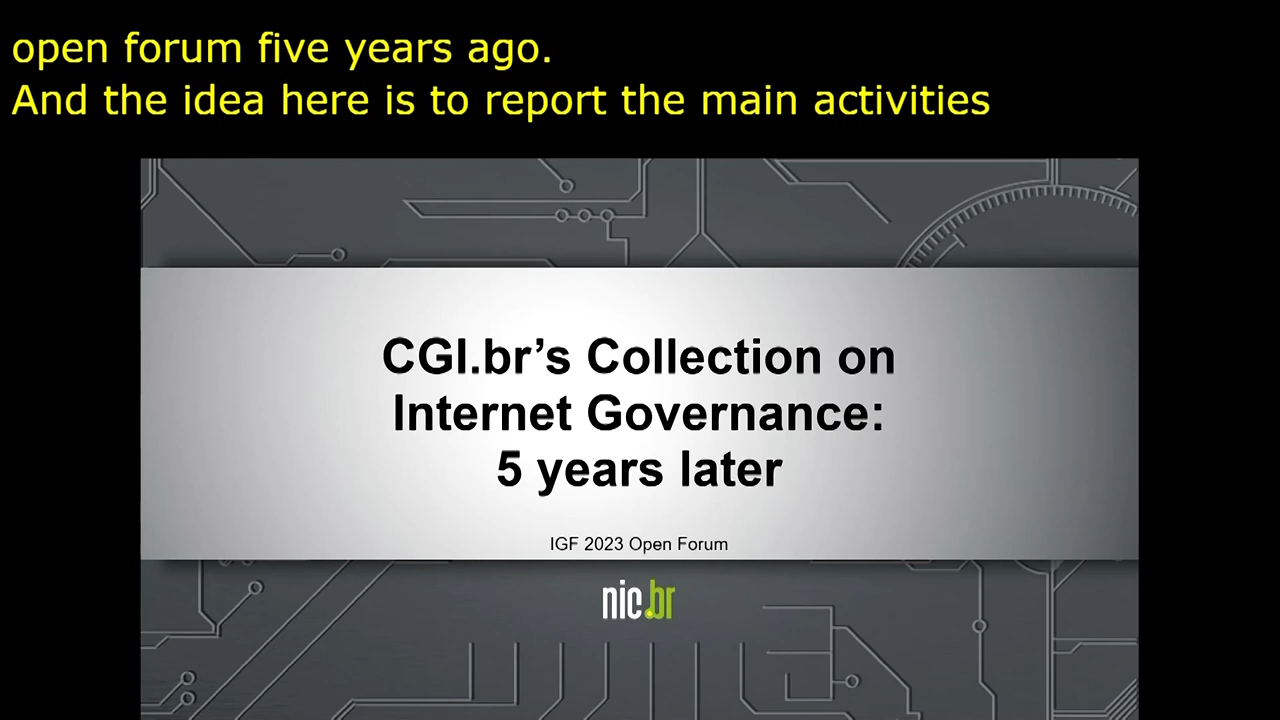 open forum five years ago.
And the idea here is to report the main activities
CGI.br’s Collection on
Internet Governance:
5 years later
IGF 2023 Open Forum
nic.br